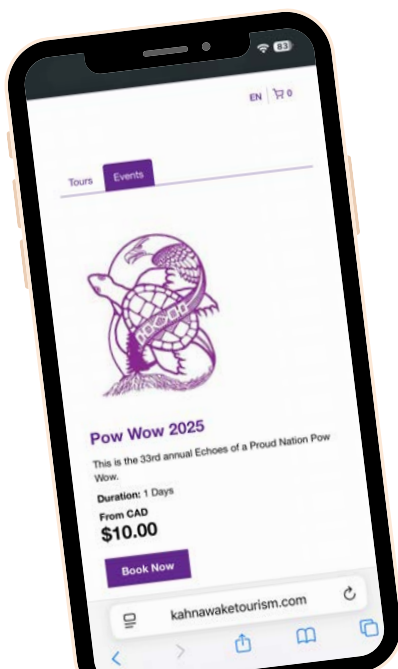 83
EN 0
Tours Events
Pow Wow 2025
This is the 33rd annual Echoes of a Proud Nation Pow
Wow.
Duration: 1 Days
From CAD
$10.00
Book Now
kahnawaketourism.com